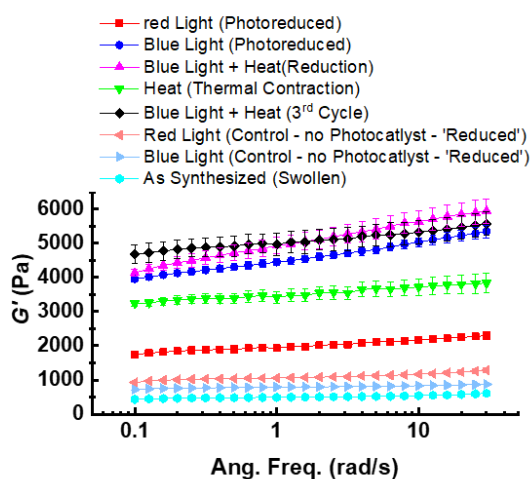 red Light (Photoreduced)
Blue Light (Photoreduced)
Blue Light + Heat(Reduction)
Heat (Thermal Contraction)
Blue Light + Heat (3rd Cycle)
Red Light (Control - no Photocatlyst - 'Reduced')
Blue Light (Control - no Photcatlyst - 'Reduced')
As Synthesized (Swollen)
6000
5000
4000
3000
2000
1000
0
G' (Pa)
0.1 1 10
Ang. Freq. (rad/s)